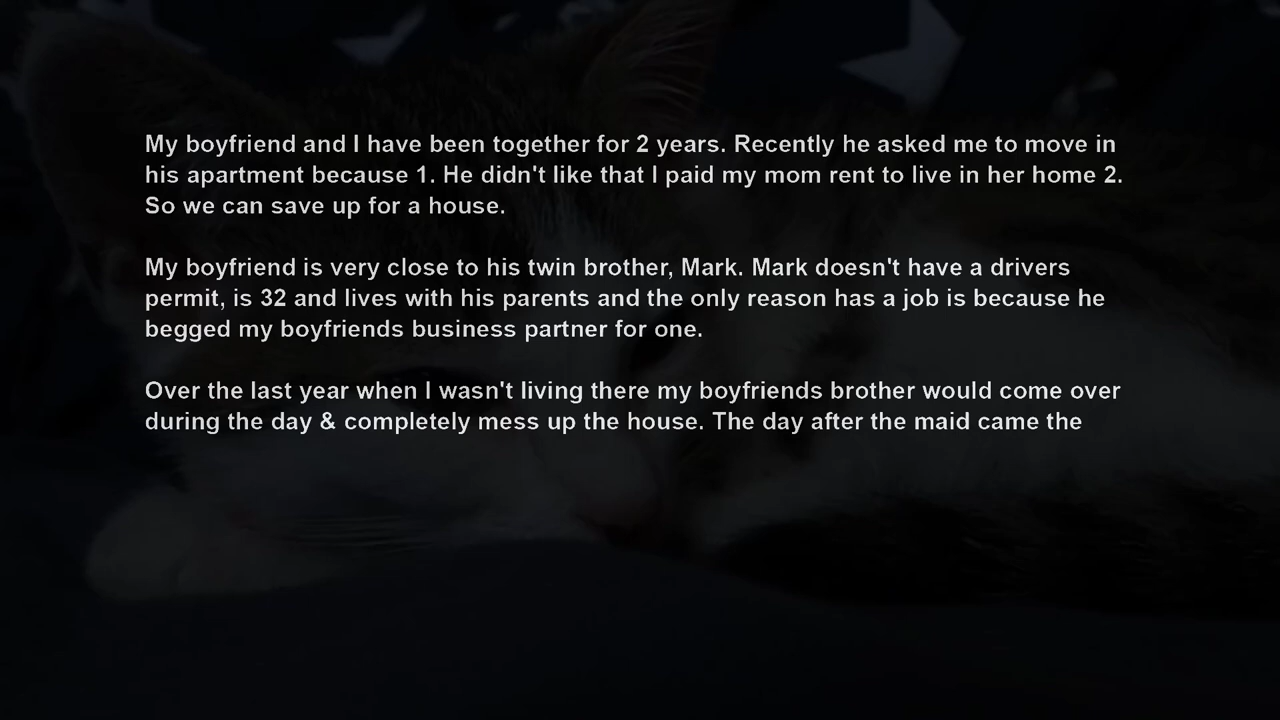 My boyfriend and I have been together for 2 years. Recently he asked me to move in
his apartment because 1. He didn't like that I paid my mom rent to live in her home 2.
So we can save up for a house.
My boyfriend is very close to his twin brother, Mark. Mark doesn't have a drivers
permit, is 32 and lives with his parents and the only reason has a job is because he
begged my boyfriends business partner for one.
Over the last year when I wasn't living there my boyfriends brother would come over
during the day & completely mess up the house. The day after the maid came the